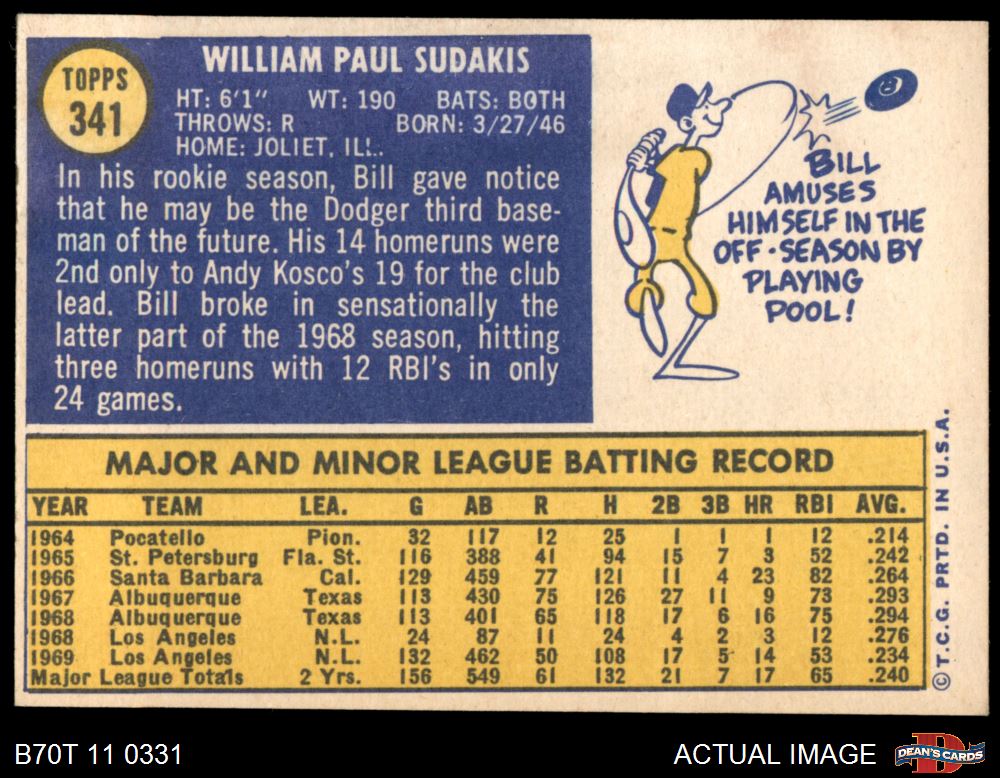 TOPPS
341
WILLIAM PAUL SUDAKIS
HT: 6'1" WT: 190 BATS: BOTH
THROWS: R BORN: 3/27/46
HOME: JOLIET, ILL.
In his rookie season, Bill gave notice
that he may be the Dodger third base-
man of the future. His 14 homeruns were
2nd only to Andy Kosco's 19 for the club
lead. Bill broke in sensationally the
latter part of the 1968 season, hitting
three homeruns with 12 RBI's in only
24 games.
8
BILL
AMUSES
HIMSELF IN THE
OFF-SEASON BY
PLAYING
POOL!
MAJOR AND MINOR LEAGUE BATTING RECORD
YEAR TEAM LEA. G AB R H 2B 3B HR RBI AVG.
1964 Pocatello Pion. 32 117 12 25 1 1 1 12 .214
1965 St. Petersburg Fla. St. 116 388 41 94 15 7 3 52 .242
1966 Santa Barbara Cal. 129 459 77 121 11 4 23 82 .264
1967 Albuquerque Texas 113 430 75 126 27 11 9 73 .293
1968 Albuquerque Texas 113 401 65 118 17 6 16 75 .294
1968 Los Angeles N.L. 24 87 11 24 4 2 3 12 .276
1969 Los Angeles N.L. 132 462 50 108 17 5 14 53 .234
Major League Totals 2 Yrs. 156 549 61 132 21 7 17 65 .240
© T.C.G. PRTD. IN U.S.A.
B70T 11 0331
ACTUAL IMAGE
DEAN'S CARDS